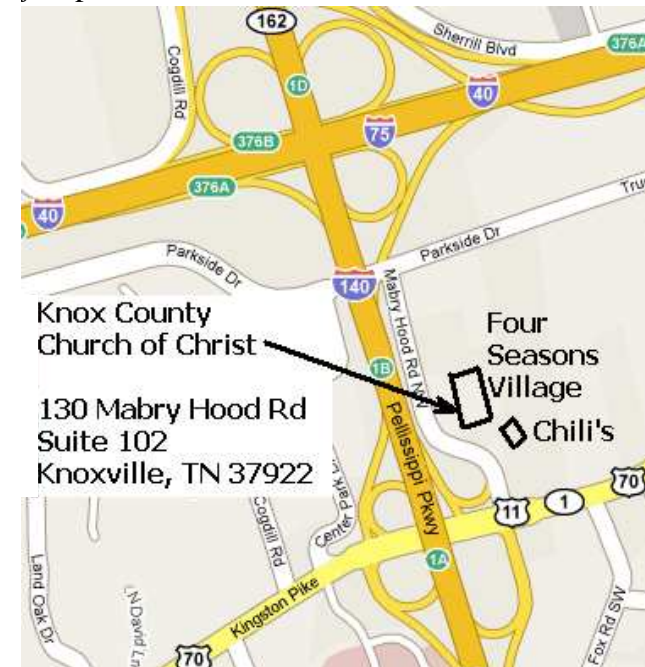 162
Sherrill Blvd
376A
Cogdill Rd
1D
40
376B
75
376A
40
Parkside Dr
Parkside Dr
140
Mabry Hood Rd NW
Knox County
Church of Christ
130 Mabry Hood Rd
Suite 102
Knoxville, TN 37922
Four
Seasons
Village
Chili's
1B
Pellissippi Pkwy
70
1
11
Center Park
Cogdill Rd
1A
Land Oak Dr
N David Ln
Kingston Pike
Fox Rd SW
70